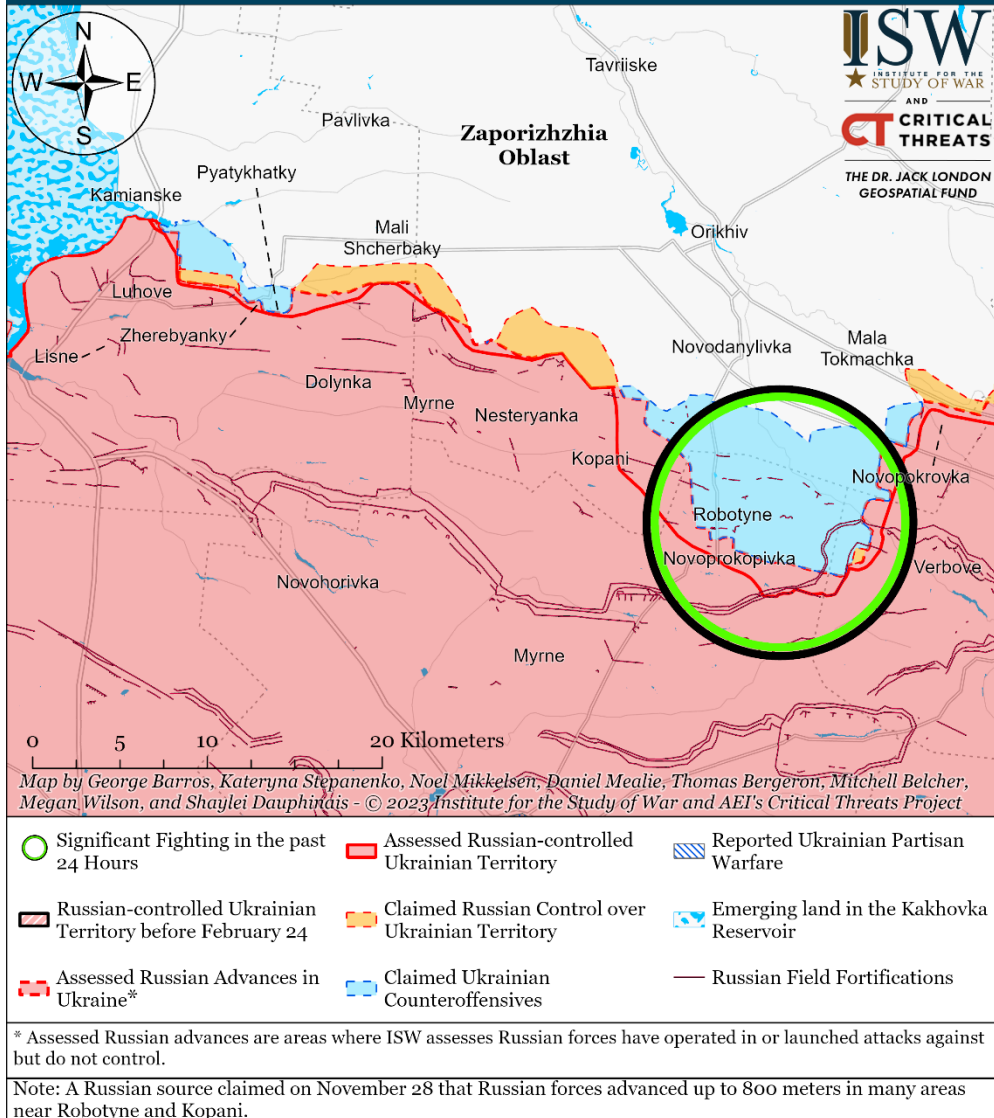 N
W E
S
ISW
INSTITUTE FOR THE
STUDY OF WAR
AND
CT CRITICAL
THREATS
THE DR. JACK LONDON
GEOSPATIAL FUND
Tavriiske
Pavlivka
Zaporizhzhia
Oblast
Pyatykhatky
Kamianske
Mali
Shcherbaky
Orikhiv
Luhove
Zherebyanky
Lisne
Novodanylivka
Mala
Tokmachka
Dolynka
Myrne
Nesteryanka
Kopani
Novopokrovka
Robotyne
Novoprokopivka
Verbove
Novohorivka
Myrne
0 5 10 20 Kilometers
Map by George Barros, Kateryna Stepanenko, Noel Mikkelsen, Daniel Mealie, Thomas Bergeron, Mitchell Belcher,
Megan Wilson, and Shaylei Dauphinais - © 2023 Institute for the Study of War and AEI's Critical Threats Project
Significant Fighting in the past
24 Hours
Russian-controlled Ukrainian
Territory before February 24
Assessed Russian Advances in
Ukraine*
Assessed Russian-controlled
Ukrainian Territory
Claimed Russian Control over
Ukrainian Territory
Claimed Ukrainian
Counteroffensives
Reported Ukrainian Partisan
Warfare
Emerging land in the Kakhovka
Reservoir
Russian Field Fortifications
* Assessed Russian advances are areas where ISW assesses Russian forces have operated in or launched attacks against
but do not control.
Note: A Russian source claimed on November 28 that Russian forces advanced up to 800 meters in many areas
near Robotyne and Kopani.